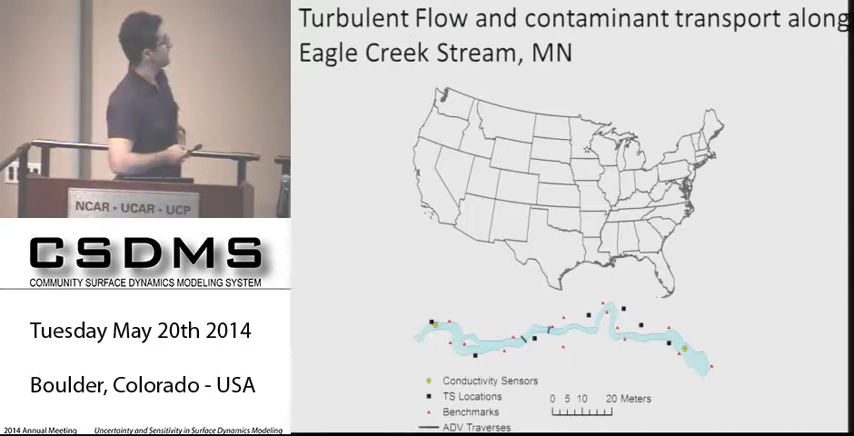 Turbulent Flow and contaminant transport along
Eagle Creek Stream, MN
NCAR - UCAR - UCP
CSDMS
COMMUNITY SURFACE DYNAMICS MODELING SYSTEM
Tuesday May 20th 2014
Boulder, Colorado - USA
2014 Annual Meeting
Uncertainty and Sensitivity in Surface Dynamics Modeling
Conductivity Sensors
TS Locations
Benchmarks
ADV Traverses
0 5 10 20 Meters